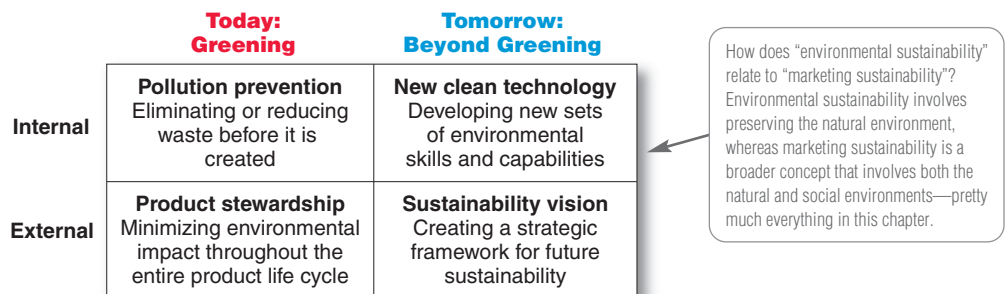 Today:
Greening
Tomorrow:
Beyond Greening
Internal
Pollution prevention
Eliminating or reducing
waste before it is
created
New clean technology
Developing new sets
of environmental
skills and capabilities
External
Product stewardship
Minimizing environmental
impact throughout the
entire product life cycle
Sustainability vision
Creating a strategic
framework for future
sustainability
How does “environmental sustainability”
relate to “marketing sustainability”?
Environmental sustainability involves
preserving the natural environment,
whereas marketing sustainability is a
broader concept that involves both the
natural and social environments—pretty
much everything in this chapter.